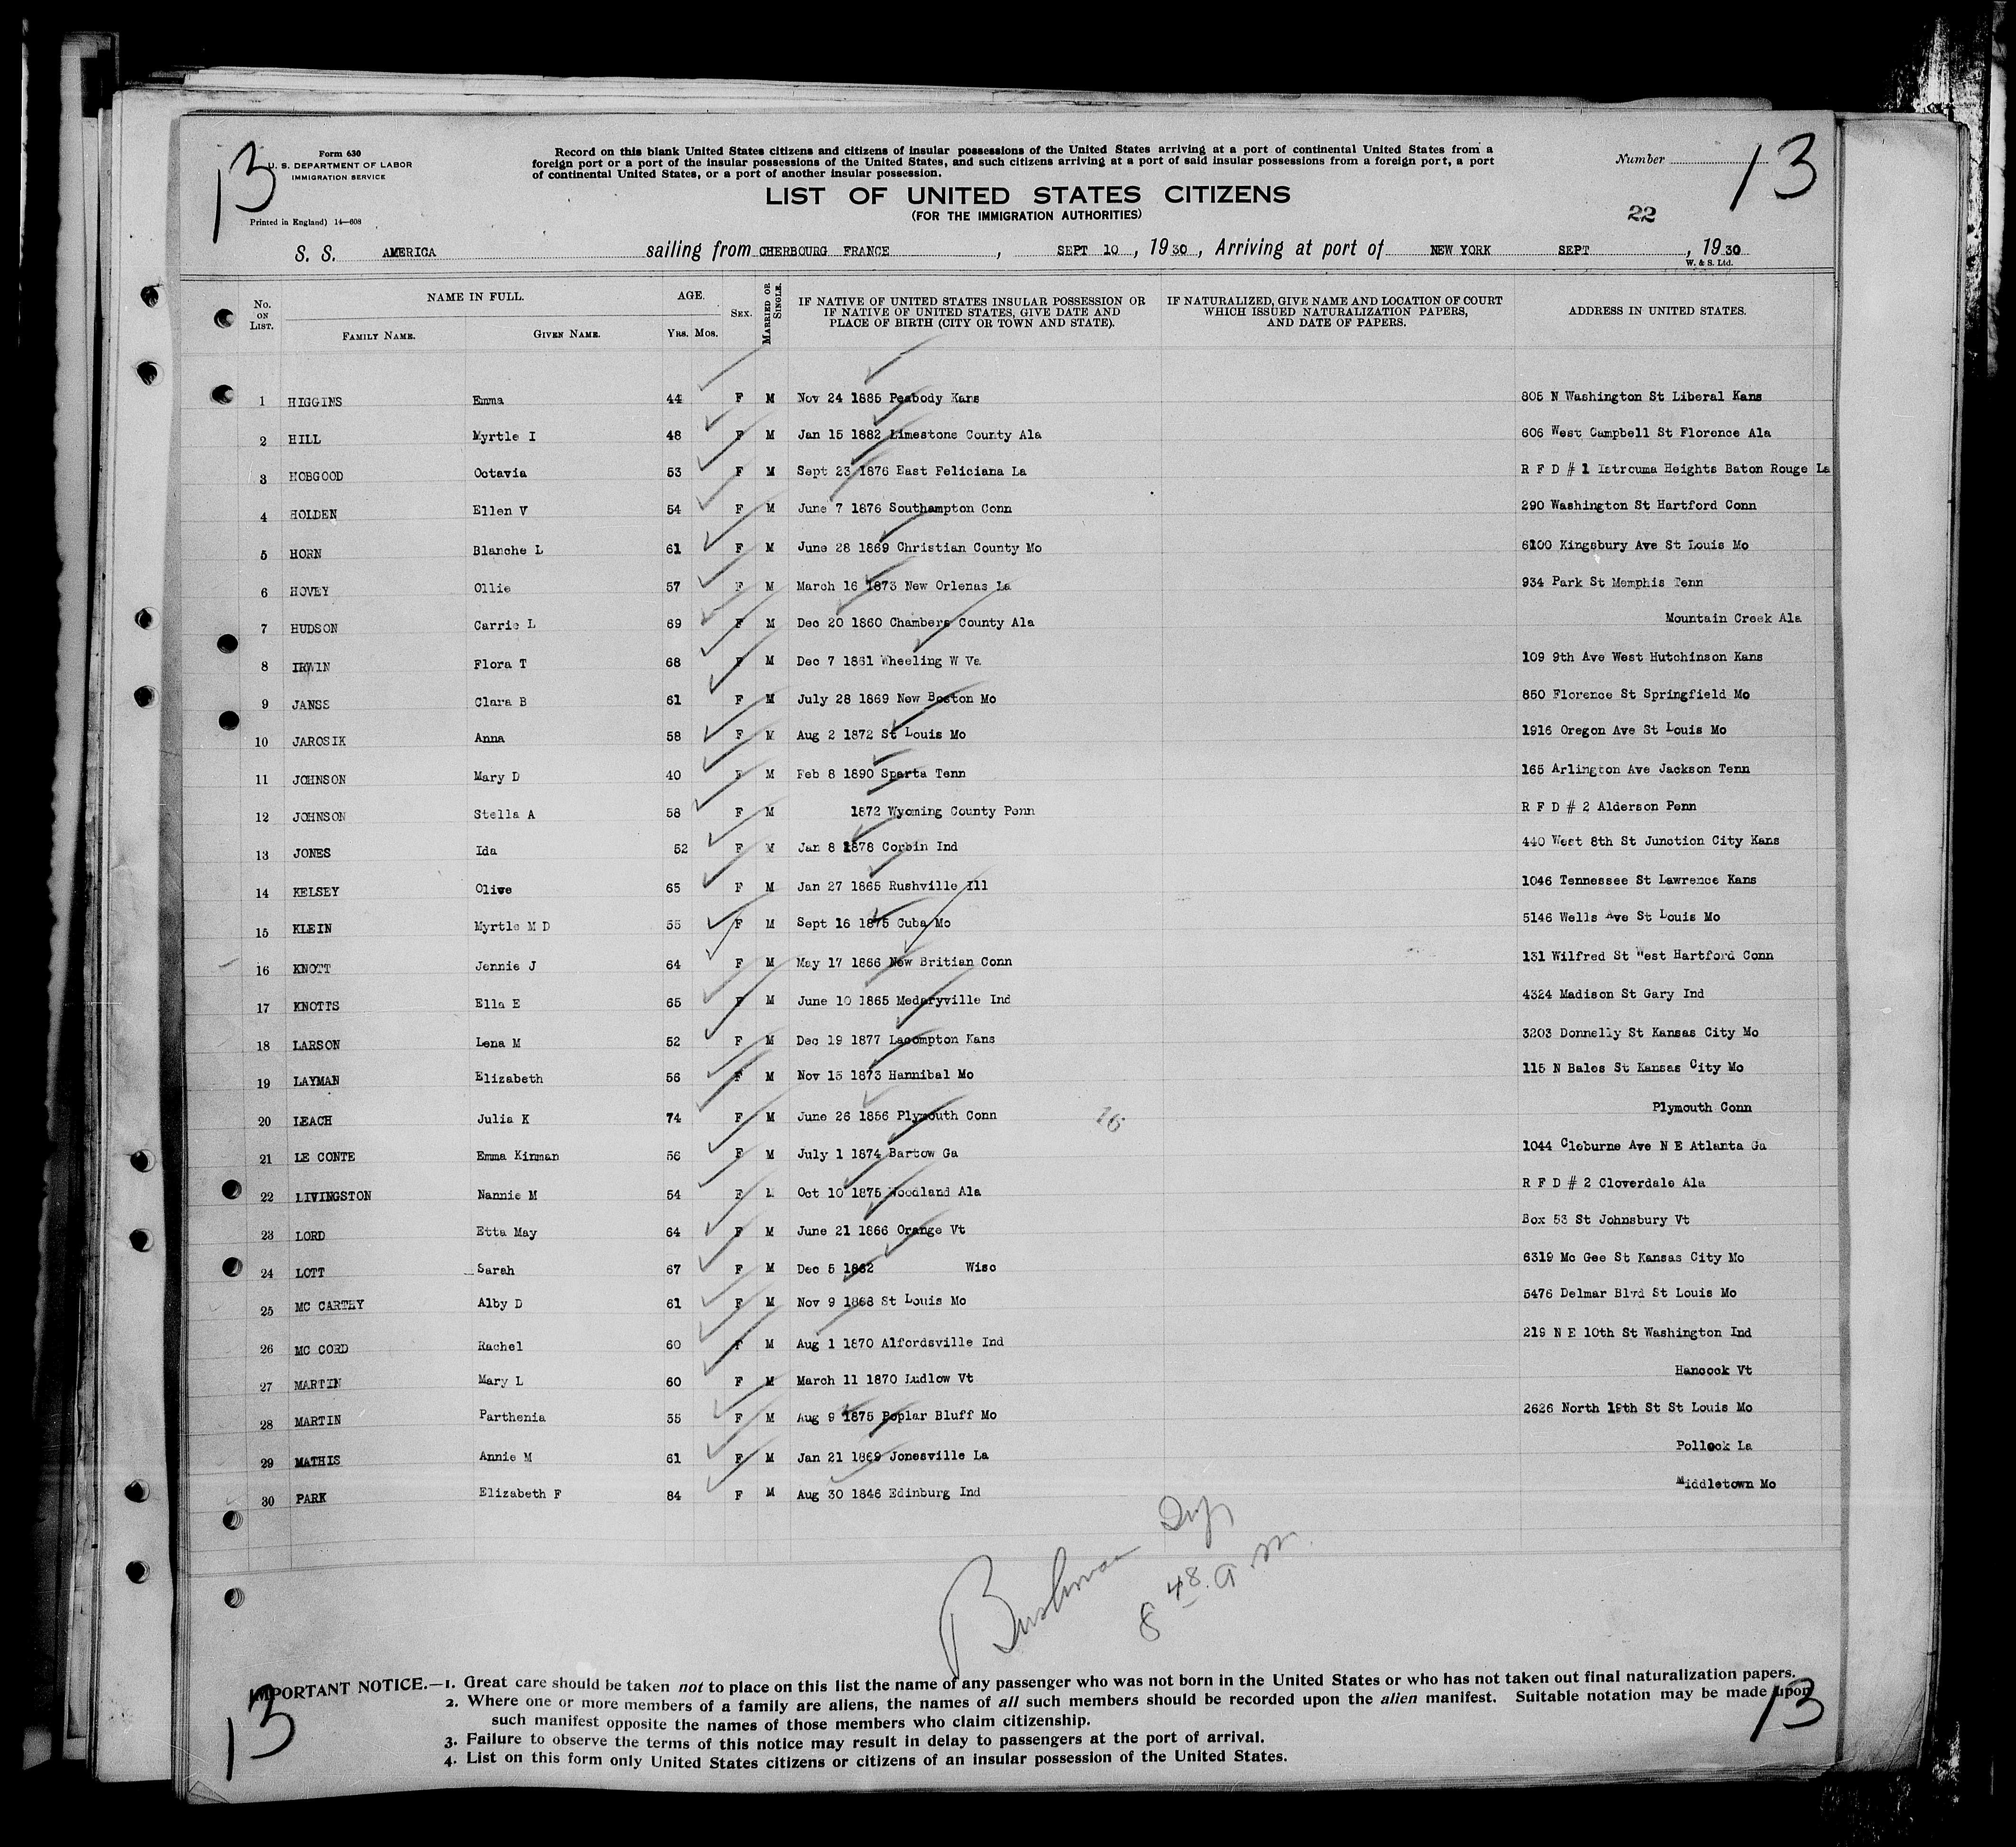 13
Form 630
U. S. DEPARTMENT OF LABOR
IMMIGRATION SERVICE
Printed in England) 14—608
Record on this blank United States citizens and citizens of insular possessions of the United States arriving at a port of continental United States from a
foreign port or a port of the insular possessions of the United States, and such citizens arriving at a port of said insular possessions from a foreign port, a port
of continental United States, or a port of another insular possession.
Number
13
LIST OF UNITED STATES CITIZENS
(FOR THE IMMIGRATION AUTHORITIES)
22
S. S. AMERICA sailing from CHERBOURG FRANCE , SEPT 10 , 1930 , Arriving at port of NEW YORK SEPT , 1930
W. & S. Ltd.
No. ON LIST. NAME IN FULL. FAMILY NAME. GIVEN NAME. AGE. YRS. MOS. SEX. MARRIED OR SINGLE. IF NATIVE OF UNITED STATES INSULAR POSSESSION OR IF NATIVE OF UNITED STATES, GIVE DATE AND PLACE OF BIRTH (CITY OR TOWN AND STATE). IF NATURALIZED, GIVE NAME AND LOCATION OF COURT WHICH ISSUED NATURALIZATION PAPERS, AND DATE OF PAPERS. ADDRESS IN UNITED STATES.
1 HIGGINS Emma 44 F M Nov 24 1885 Peabody Kans 805 N Washington St Liberal Kans
2 HILL Myrtle I 48 F M Jan 15 1882 Limestone County Ala 606 West Campbell St Florence Ala
3 HOBGOOD Octavia 53 F M Sept 23 1876 East Feliciana La R F D # 1 Istrouma Heights Baton Rouge La
4 HOLDEN Ellen V 54 F M June 7 1876 Southampton Conn 290 Washington St Hartford Conn
5 HORN Blanche L 61 F M June 28 1869 Christian County Mo 6100 Kingsbury Ave St Louis Mo
6 HOVEY Ollie 57 F M March 16 1873 New Orlenas La 934 Park St Memphis Tenn
7 HUDSON Carrie L 69 F M Dec 20 1860 Chambers County Ala Mountain Creek Ala
8 IRWIN Flora T 68 F M Dec 7 1861 Wheeling W Va 109 9th Ave West Hutchinson Kans
9 JANSS Clara B 61 F M July 28 1869 New Boston Mo 850 Florence St Springfield Mo
10 JAROSIK Anna 58 F M Aug 2 1872 St Louis Mo 1916 Oregon Ave St Louis Mo
11 JOHNSON Mary D 40 F M Feb 8 1890 Sparta Tenn 165 Arlington Ave Jackson Tenn
12 JOHNSON Stella A 58 F M 1872 Wyoming County Penn R F D # 2 Alderson Penn
13 JONES Ida 52 F M Jan 8 1878 Corbin Ind 440 West 8th St Junction City Kans
14 KELSEY Olive 65 F M Jan 27 1865 Rushville Ill 1046 Tennessee St Lawrence Kans
15 KLEIN Myrtle M D 55 F M Sept 16 1875 Cuba Mo 5146 Wells Ave St Louis Mo
16 KNOTT Jennie J 64 F M May 17 1866 New Britian Conn 131 Wilfred St West Hartford Conn
17 KNOTTS Ella E 65 F M June 10 1865 Medaryville Ind 4324 Madison St Gary Ind
18 LARSON Lena M 52 F M Dec 19 1877 Lacompton Kans 3203 Donnelly St Kansas City Mo
19 LAYMAN Elizabeth 56 F M Nov 15 1873 Hannibal Mo 115 N Bales St Kansas City Mo
20 LEACH Julia K 74 F M June 26 1856 Plymouth Conn 16 Plymouth Conn
21 LE CONTE Emma Kinman 56 F M July 1 1874 Bartow Ga 1044 Cleburne Ave N E Atlanta Ga
22 LIVINGSTON Nannie M 54 F M Oct 10 1875 Woodland Ala R F D # 2 Cloverdale Ala
23 LORD Etta May 64 F M June 21 1866 Orange Vt Box 53 St Johnsbury Vt
24 LOTT Sarah 67 F M Dec 5 1862 Wisc 6319 Mc Gee St Kansas City Mo
25 MC CARTHY Alby D 61 F M Nov 9 1868 St Louis Mo 5476 Delmar Blvd St Louis Mo
26 MC CORD Rachel 60 F M Aug 1 1870 Alfordsville Ind 219 N E 10th St Washington Ind
27 MARTIN Mary L 60 F M March 11 1870 Ludlow Vt Hancock Vt
28 MARTIN Parthenia 55 F M Aug 9 1875 Poplar Bluff Mo 2626 North 19th St St Louis Mo
29 MATHIS Annie M 61 F M Jan 21 1869 Jonesville La Pollock La
30 PARK Elizabeth F 84 F M Aug 30 1846 Edinburg Ind Middletown Mo
Bushman
8 48 A.M.
IMPORTANT NOTICE.—1. Great care should be taken not to place on this list the name of any passenger who was not born in the United States or who has not taken out final naturalization papers.
2. Where one or more members of a family are aliens, the names of all such members should be recorded upon the alien manifest. Suitable notation may be made upon
such manifest opposite the names of those members who claim citizenship.
3. Failure to observe the terms of this notice may result in delay to passengers at the port of arrival.
4. List on this form only United States citizens or citizens of an insular possession of the United States.
13
13